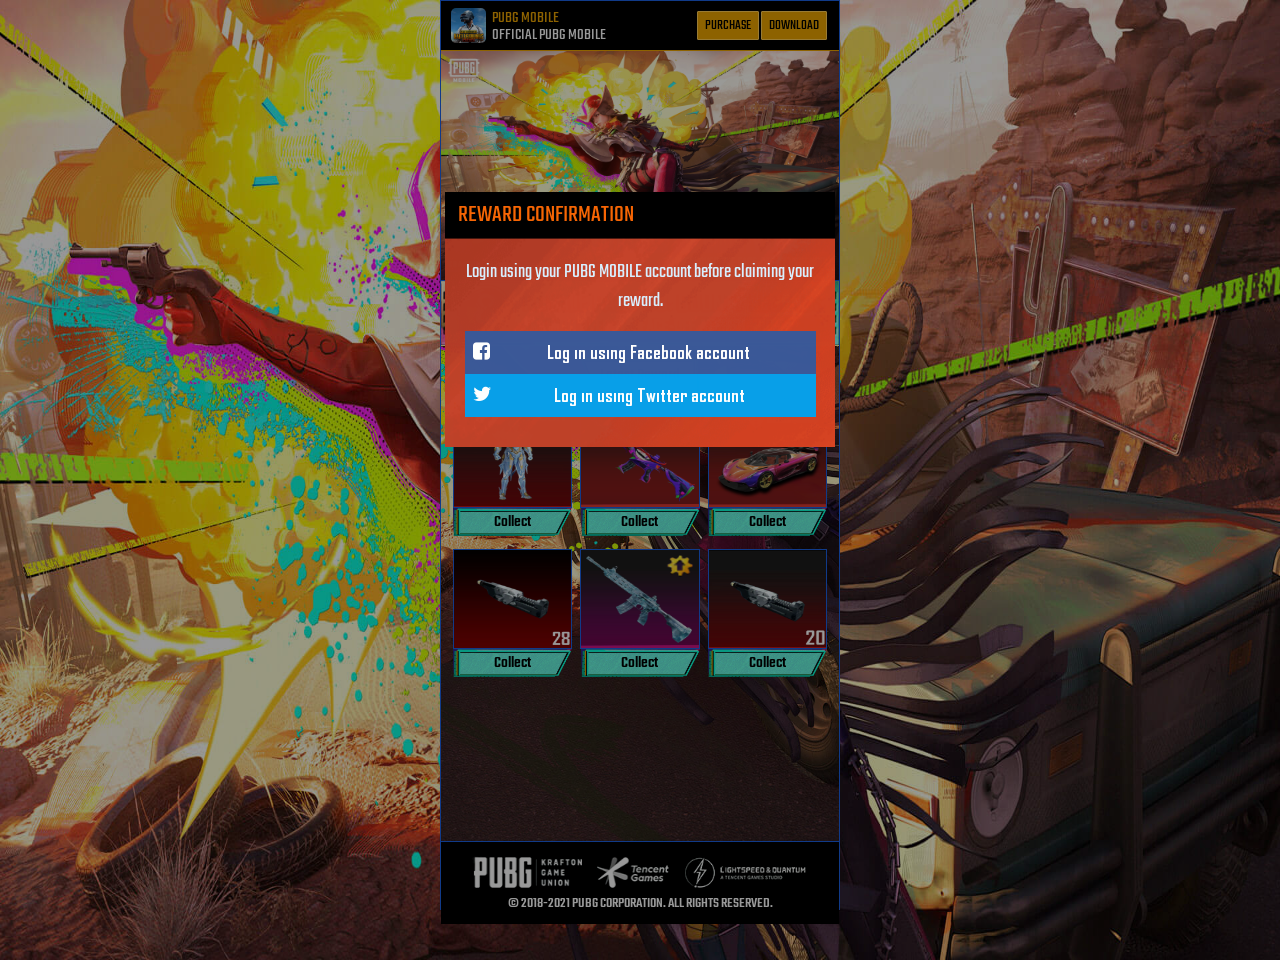 PUBG MOBILE
OFFICIAL PUBG MOBILE
PURCHASE
DOWNLOAD
PUBG
MOBILE
REWARD CONFIRMATION
Login using your PUBG MOBILE account before claiming your
reward.
Log in using Facebook account
Log in using Twitter account
Collect
Collect
Collect
28
20
Collect
Collect
Collect
PUBG
KRAFTON
GAME
UNION
Tencent
Games
LIGHTSPEED & QUANTUM
A TENCENT GAMES STUDIO
© 2018-2021 PUBG CORPORATION. ALL RIGHTS RESERVED.